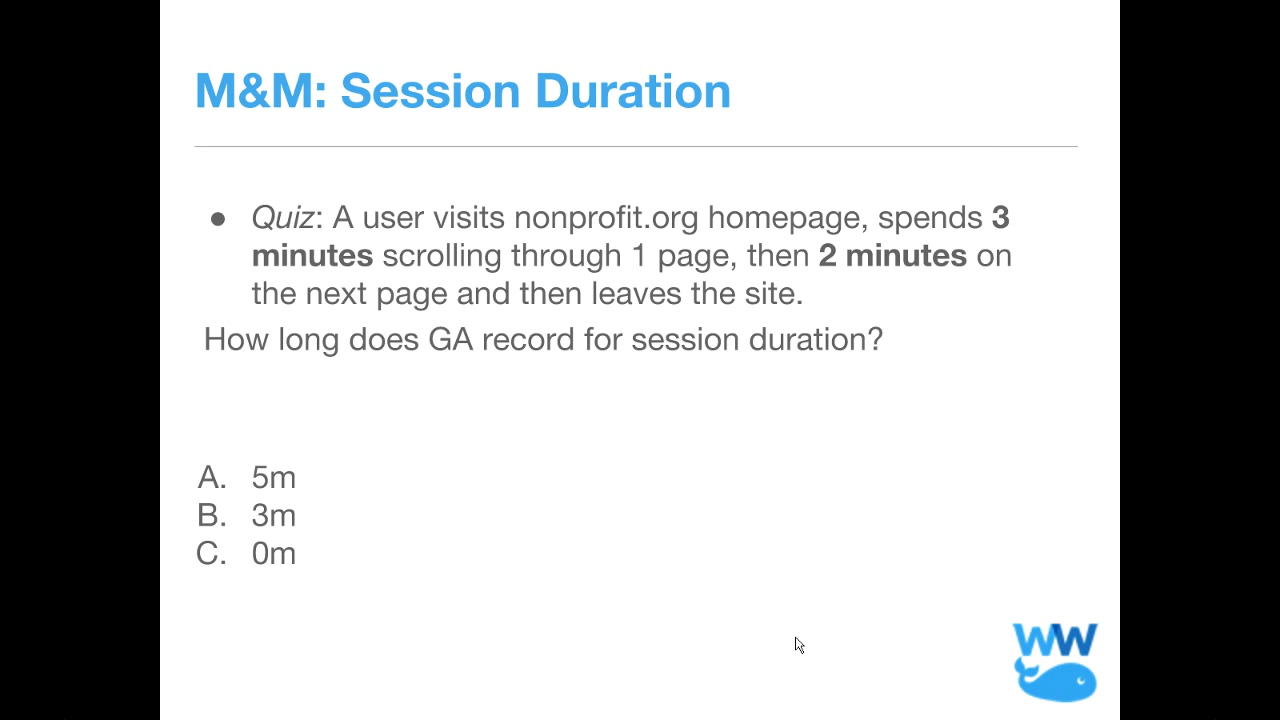 M&M: Session Duration
● Quiz: A user visits nonprofit.org homepage, spends 3
minutes scrolling through 1 page, then 2 minutes on
the next page and then leaves the site.
How long does GA record for session duration?
A. 5m
B. 3m
C. 0m
WW